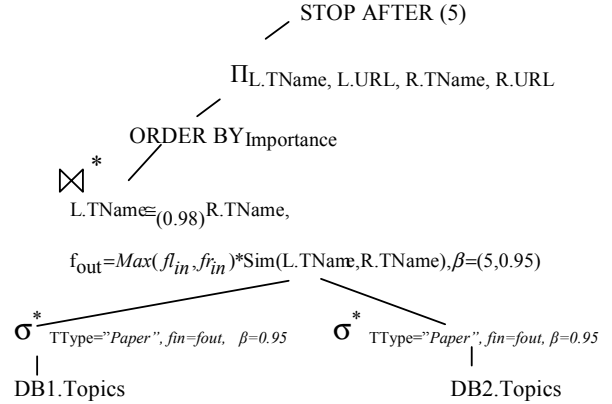 STOP AFTER (5)
ΠL.TName, L.URL, R.TName, R.URL
ORDER BY Importance
⋈ *
L.TName≅(0.98)R.TName,
fout=Max( flin ,frin )*Sim(L.TName,R.TName),β=(5,0.95)
σ* TType="Paper", fin=fout, β=0.95 σ* TType="Paper", fin=fout, β=0.95
DB1.Topics DB2.Topics